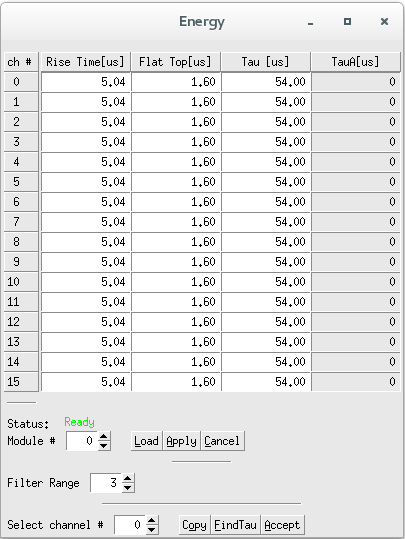 Energy
ch # Rise Time[us] Flat Top[us] Tau [us] TauA[us]
0 5.04 1.60 54.00 0
1 5.04 1.60 54.00 0
2 5.04 1.60 54.00 0
3 5.04 1.60 54.00 0
4 5.04 1.60 54.00 0
5 5.04 1.60 54.00 0
6 5.04 1.60 54.00 0
7 5.04 1.60 54.00 0
8 5.04 1.60 54.00 0
9 5.04 1.60 54.00 0
10 5.04 1.60 54.00 0
11 5.04 1.60 54.00 0
12 5.04 1.60 54.00 0
13 5.04 1.60 54.00 0
14 5.04 1.60 54.00 0
15 5.04 1.60 54.00 0
Status: Ready
Module # 0 Load Apply Cancel
Filter Range 3
Select channel # 0 Copy FindTau Accept